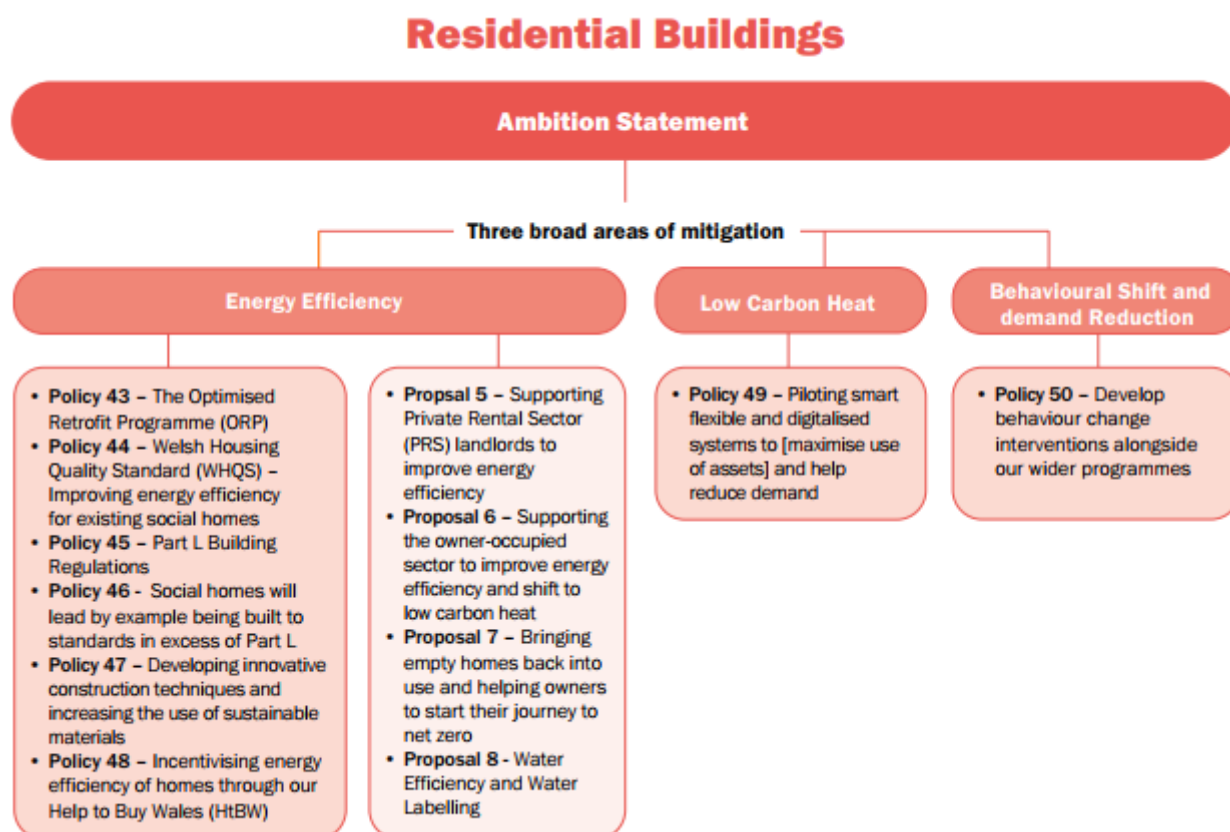 Residential Buildings
Ambition Statement
Three broad areas of mitigation
Energy Efficiency
• Policy 43 – The Optimised
Retrofit Programme (ORP)
• Policy 44 – Welsh Housing
Quality Standard (WHQS) –
Improving energy efficiency
for existing social homes
• Policy 45 – Part L Building
Regulations
• Policy 46 - Social homes will
lead by example being built to
standards in excess of Part L
• Policy 47 – Developing innovative
construction techniques and
increasing the use of sustainable
materials
• Policy 48 – Incentivising energy
efficiency of homes through our
Help to Buy Wales (HtBW)
• Propsal 5 – Supporting
Private Rental Sector
(PRS) landlords to
improve energy
efficiency
• Proposal 6 – Supporting
the owner-occupied
sector to improve energy
efficiency and shift to
low carbon heat
• Proposal 7 – Bringing
empty homes back into
use and helping owners
to start their journey to
net zero
• Proposal 8 - Water
Efficiency and Water
Labelling
Low Carbon Heat
• Policy 49 – Piloting smart
flexible and digitalised
systems to [maximise use
of assets] and help
reduce demand
Behavioural Shift and
demand Reduction
• Policy 50 – Develop
behaviour change
interventions alongside
our wider programmes